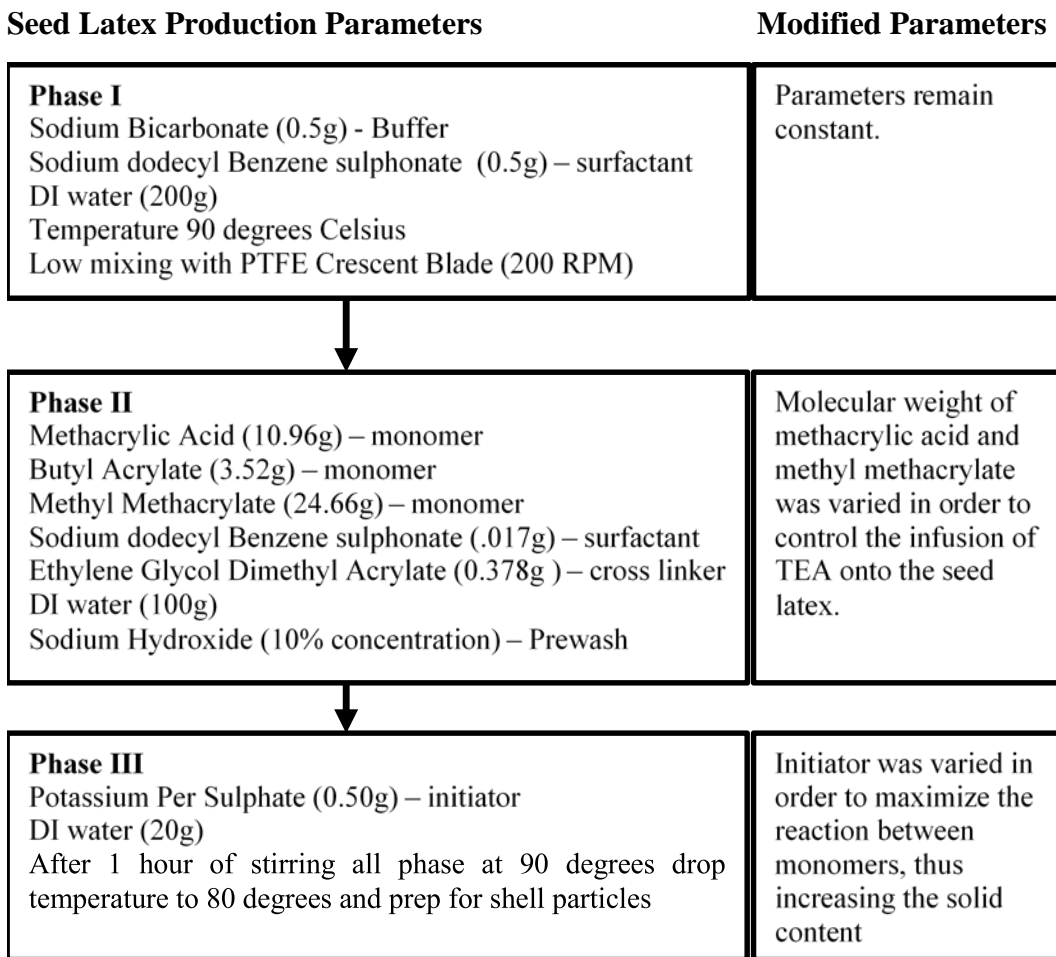 Seed Latex Production Parameters
Modified Parameters
Phase I
Sodium Bicarbonate (0.5g) - Buffer
Sodium dodecyl Benzene sulphonate (0.5g) – surfactant
DI water (200g)
Temperature 90 degrees Celsius
Low mixing with PTFE Crescent Blade (200 RPM)
Parameters remain
constant.
Phase II
Methacrylic Acid (10.96g) – monomer
Butyl Acrylate (3.52g) – monomer
Methyl Methacrylate (24.66g) – monomer
Sodium dodecyl Benzene sulphonate (.017g) – surfactant
Ethylene Glycol Dimethyl Acrylate (0.378g ) – cross linker
DI water (100g)
Sodium Hydroxide (10% concentration) – Prewash
Molecular weight of
methacrylic acid and
methyl methacrylate
was varied in order to
control the infusion of
TEA onto the seed
latex.
Phase III
Potassium Per Sulphate (0.50g) – initiator
DI water (20g)
After 1 hour of stirring all phase at 90 degrees drop
temperature to 80 degrees and prep for shell particles
Initiator was varied in
order to maximize the
reaction between
monomers, thus
increasing the solid
content